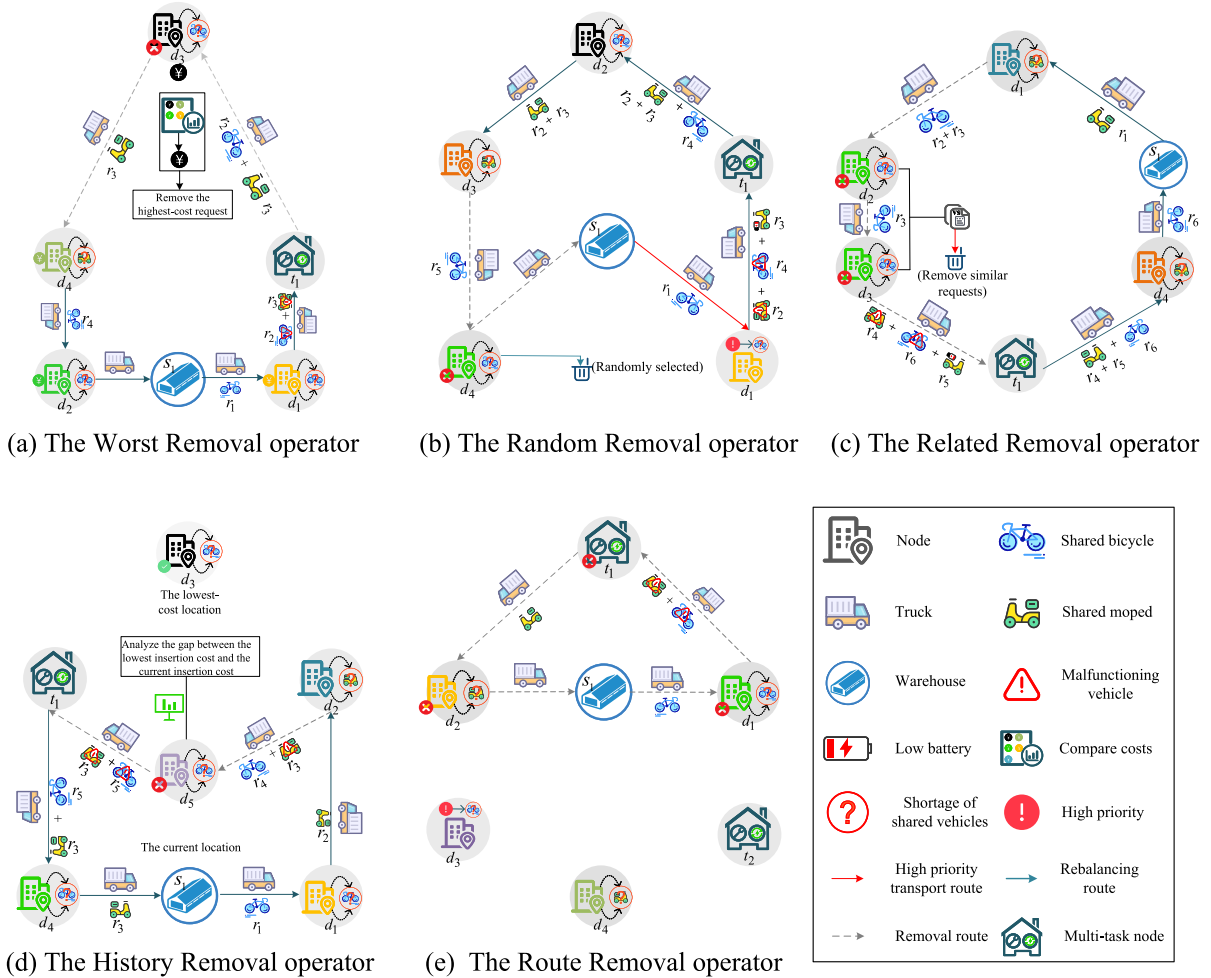 d3
¥
r2 + r3
r3
¥
Remove the
highest-cost request
d4
t1
r4
r3
r2
S1
r1
d2
d1
(a) The Worst Removal operator
d2
r2 + r3
r2 + r3
+
r4
d3
t1
S1
r5
r1
r3
+
r4
+
r2
(Randomly selected)
d4
d1
(b) The Random Removal operator
d1
r2 + r3
r1
S1
d2
r3
VS
r6
(Remove similar
requests)
d3
d4
r4 + r6 + r5
t1
r4 + r5 + r6
(c) The Related Removal operator
d3
The lowest-
cost location
Analyze the gap between the
lowest insertion cost and the
current insertion cost
t1
d2
r3 + r5
r4 + r3
d5
r5
+
r3
r2
The current location
S1
d4
r3
r1
d1
(d) The History Removal operator
t1
+
+
S1
d2
d1
d3
t2
d4
(e) The Route Removal operator
Node
Shared bicycle
Truck
Shared moped
Warehouse
Malfunctioning
vehicle
Low battery
Compare costs
Shortage of
shared vehicles
High priority
High priority
transport route
Rebalancing
route
Removal route
Multi-task node